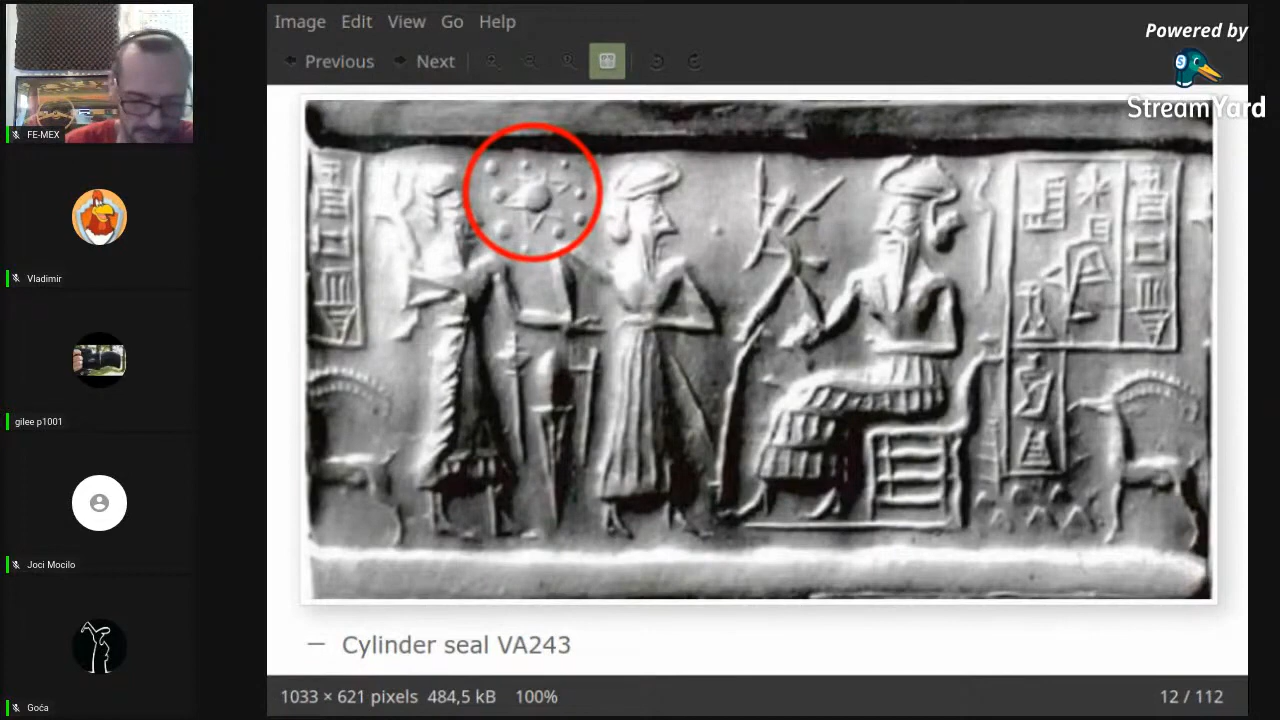 Image Edit View Go Help
Previous Next
Powered by
StreamYard
FE-MEX
Vladimir
gilee p1001
Joci Mocilo
Goća
— Cylinder seal VA243
1033 × 621 pixels 484,5 kB 100%
12 / 112